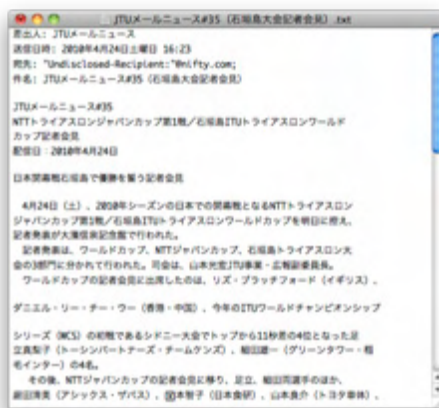 JTUメールニュース#35（石垣島大会記者会見）.txt
差出人: JTUメールニュース
送信日時: 2010年4月24日土曜日 16:23
宛先: "Undisclosed-Recipient:"@nifty.com;
件名: JTUメールニュース#35（石垣島大会記者会見）
JTUメールニュース#35
NTTトライアスロンジャパンカップ第1戦／石垣島ITUトライアスロンワールド
カップ記者会見
配信日：2010年4月24日
日本開幕戦石垣島で優勝を誓う記者会見
4月24日（土）、2010年シーズンの日本での開幕戦となるNTTトライアスロン
ジャパンカップ第1戦／石垣島ITUトライアスロンワールドカップを明日に控え、
記者発表が大濱信泉記念館で行われた。
記者発表は、ワールドカップ、NTTジャパンカップ、石垣島トライアスロン大
会の3部門に分かれて行われた。司会は、山本光宏JTU事業・広報副委員長。
ワールドカップの記者会見に出席したのは、リズ・ブラッチフォード（イギリス）、
ダニエル・リー・チー・ウー（香港・中国）、今年のITUワールドチャンピオンシップ
シリーズ（WCS）の初戦であるシドニー大会でトップから11秒差の4位となった足
立真梨子（トーシンパートナーズ・チームケンズ）、細田雄一（グリーンタワー・稲
毛インター）の4名。
その後、NTTジャパンカップの記者会見に移り、足立、細田両選手のほか、
（アシックス・ザバス）、本智子（日本食研）、山本良介（トヨタ車体）、